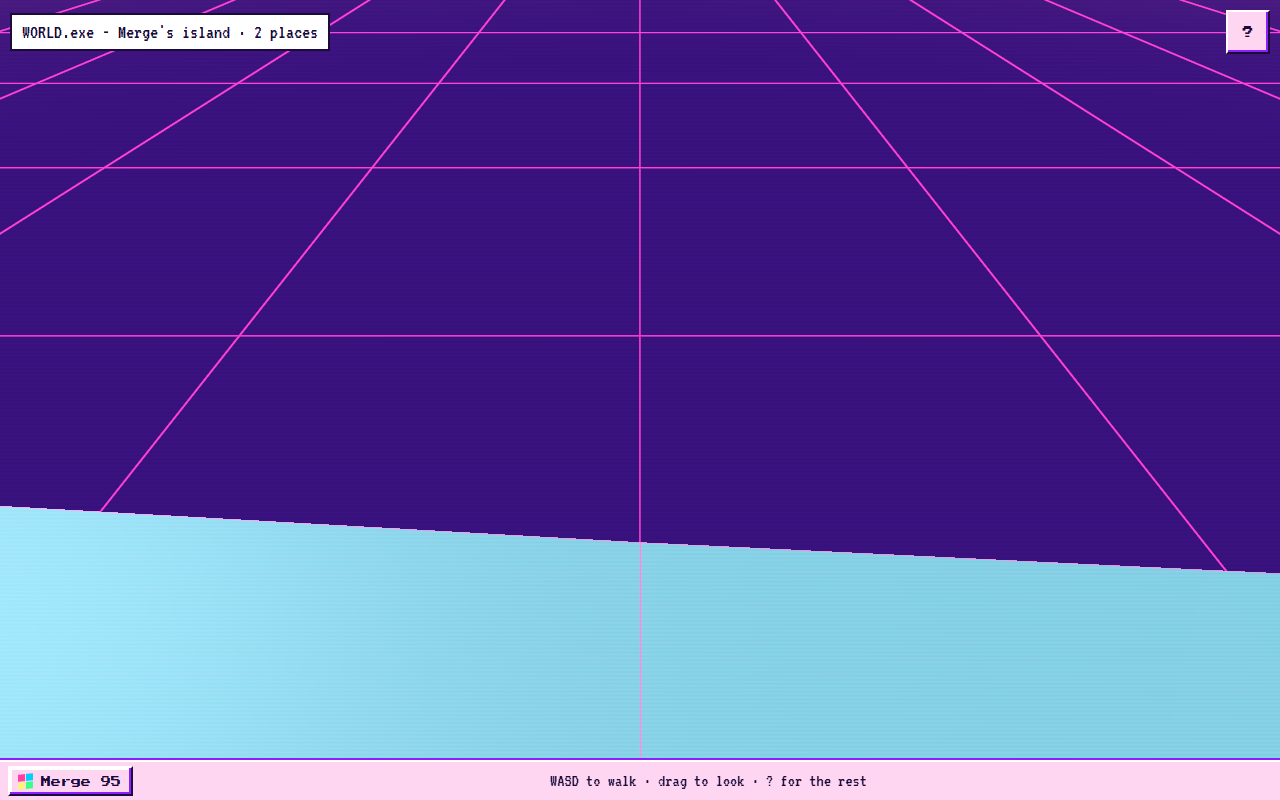 WORLD.exe - Merge's island · 2 places
?
Merge 95
WASD to walk · drag to look · ? for the rest